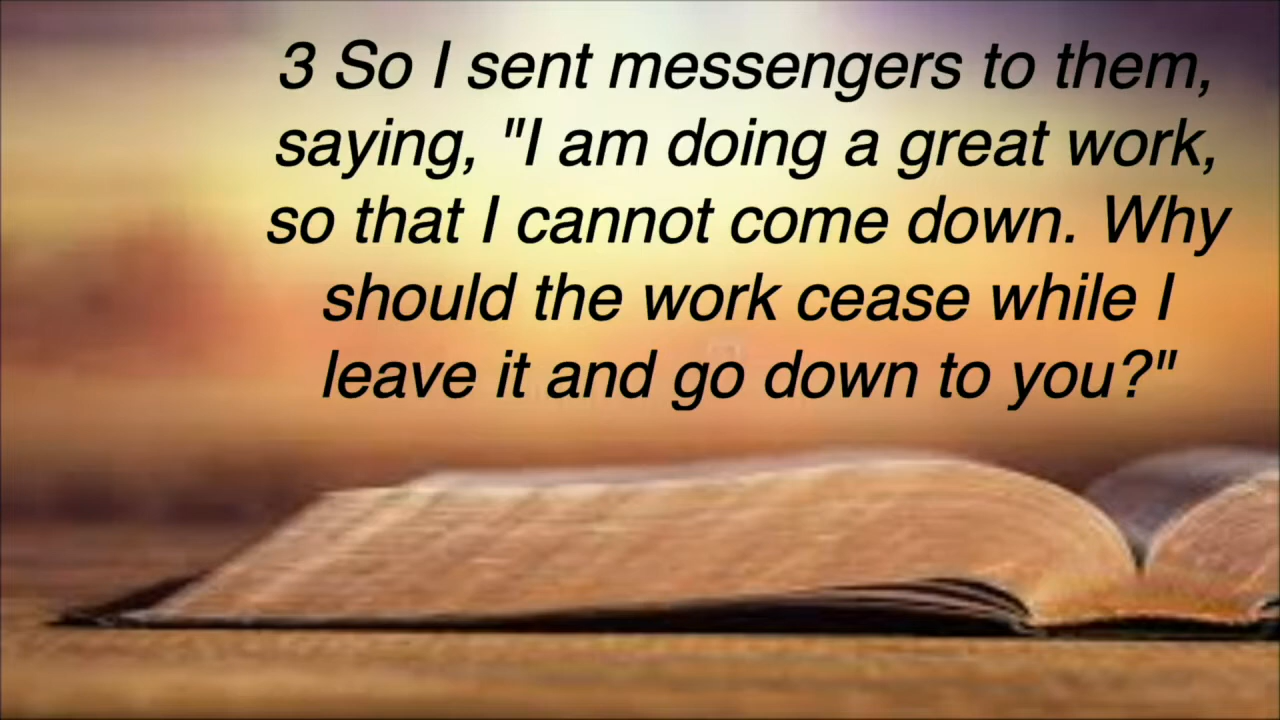 3 So I sent messengers to them,
saying, "I am doing a great work,
so that I cannot come down. Why
should the work cease while I
leave it and go down to you?"